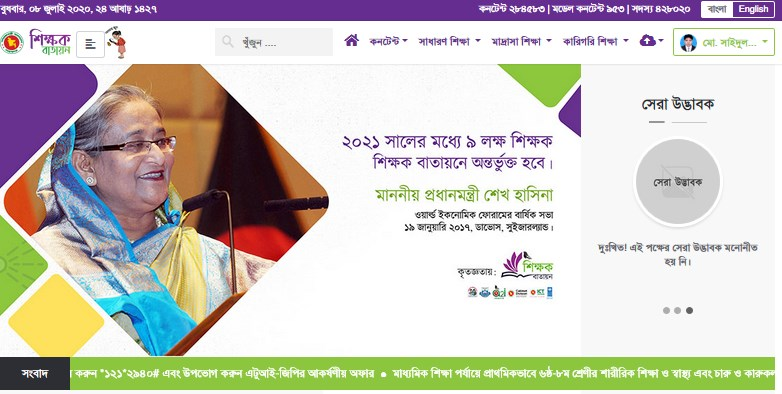 বুধবার, ০৮ জুলাই ২০২০, ২৪ আষাঢ় ১৪২৭
কনটেন্ট ২৮৪৫৮৩ | মডেল কনটেন্ট ৯৫৩ | সদস্য ৪২৮০২০
বাংলা English
শিক্ষক
বাতায়ন
খুঁজুন ....
কনটেন্ট সাধারণ শিক্ষা মাদ্রাসা শিক্ষা কারিগরি শিক্ষা
মো. সাইদুল...
২০২১ সালের মধ্যে ৯ লক্ষ শিক্ষক
শিক্ষক বাতায়নে অন্তর্ভুক্ত হবে।
মাননীয় প্রধানমন্ত্রী শেখ হাসিনা
ওয়ার্ল্ড ইকনোমিক ফোরামের বার্ষিক সভা
১৯ জানুয়ারি ২০১৭, ডাভোস, সুইজারল্যান্ড।
কৃতজ্ঞতায়: শিক্ষক
বাতায়ন
সেরা উদ্ভাবক
সেরা উদ্ভাবক
দুঃখিত! এই পক্ষের সেরা উদ্ভাবক মনোনীত
হয় নি।
সংবাদ
করুন *১২১*২৯৪০# এবং উপভোগ করুন এটুআই-জিপির আকর্ষণীয় অফার ● মাধ্যমিক শিক্ষা পর্যায়ে প্রাথমিকভাবে ৬ষ্ঠ-৮ম শ্রেণীর শারীরিক শিক্ষা ও স্বাস্থ্য এবং চারু ও কারুকল